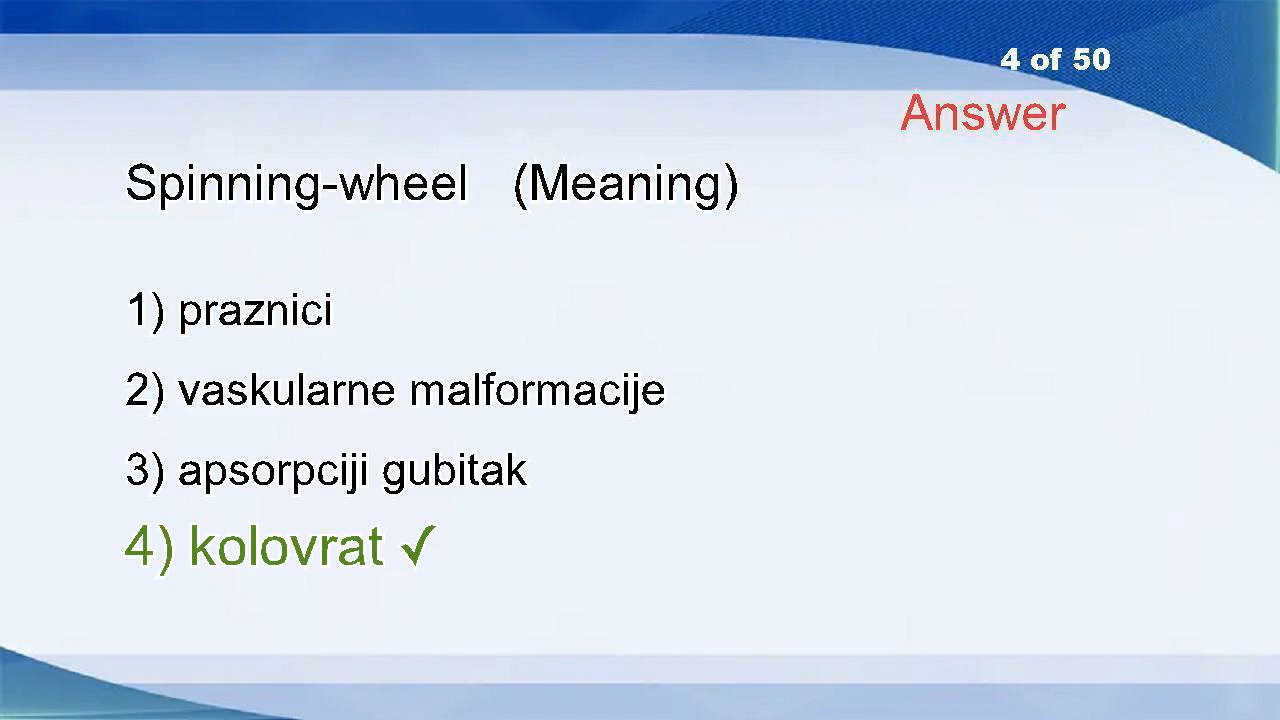 4 of 50
Answer
Spinning-wheel (Meaning)
1) praznici
2) vaskularne malformacije
3) apsorpciji gubitak
4) kolovrat ✓